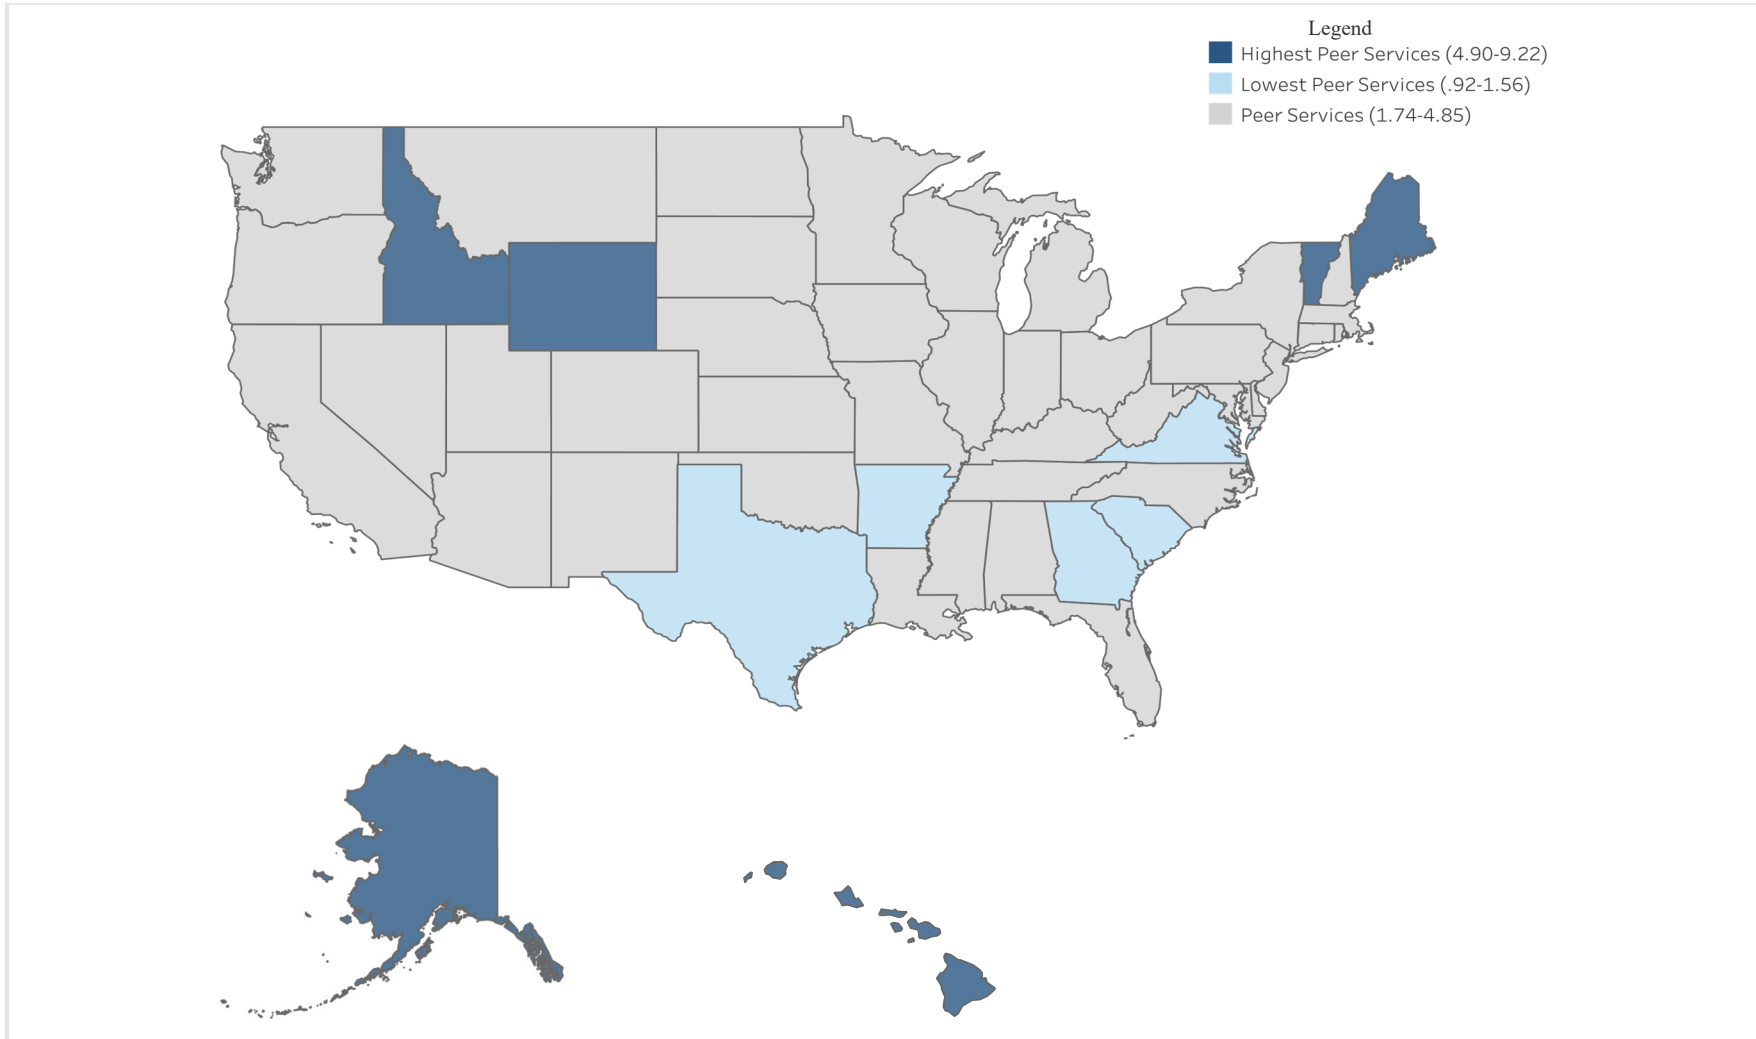 Legend
Highest Peer Services (4.90-9.22)
Lowest Peer Services (.92-1.56)
Peer Services (1.74-4.85)